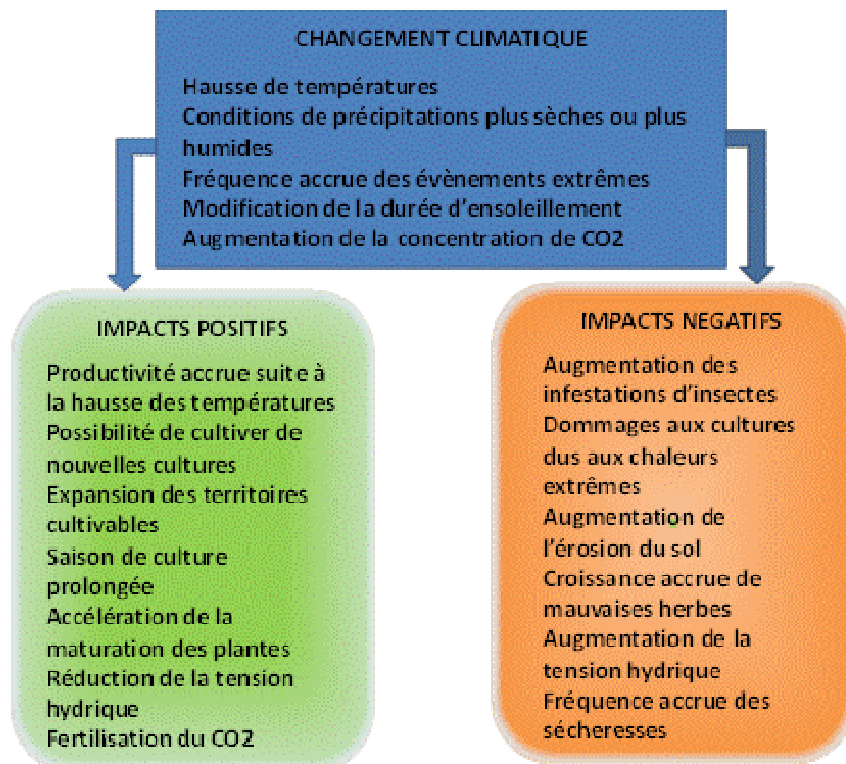 CHANGEMENT CLIMATIQUE
Hausse de températures
Conditions de précipitations plus sèches ou plus
humides
Fréquence accrue des évènements extrêmes
Modification de la durée d'ensoleillement
Augmentation de la concentration de CO2
IMPACTS POSITIFS
Productivité accrue suite à
la hausse des températures
Possibilité de cultiver de
nouvelles cultures
Expansion des territoires
cultivables
Saison de culture
prolongée
Accélération de la
maturation des plantes
Réduction de la tension
hydrique
Fertilisation du CO2
IMPACTS NEGATIFS
Augmentation des
infestations d'insectes
Dommages aux cultures
dus aux chaleurs
extrêmes
Augmentation de
l'érosion du sol
Croissance accrue de
mauvaises herbes
Augmentation de la
tension hydrique
Fréquence accrue des
sécheresses